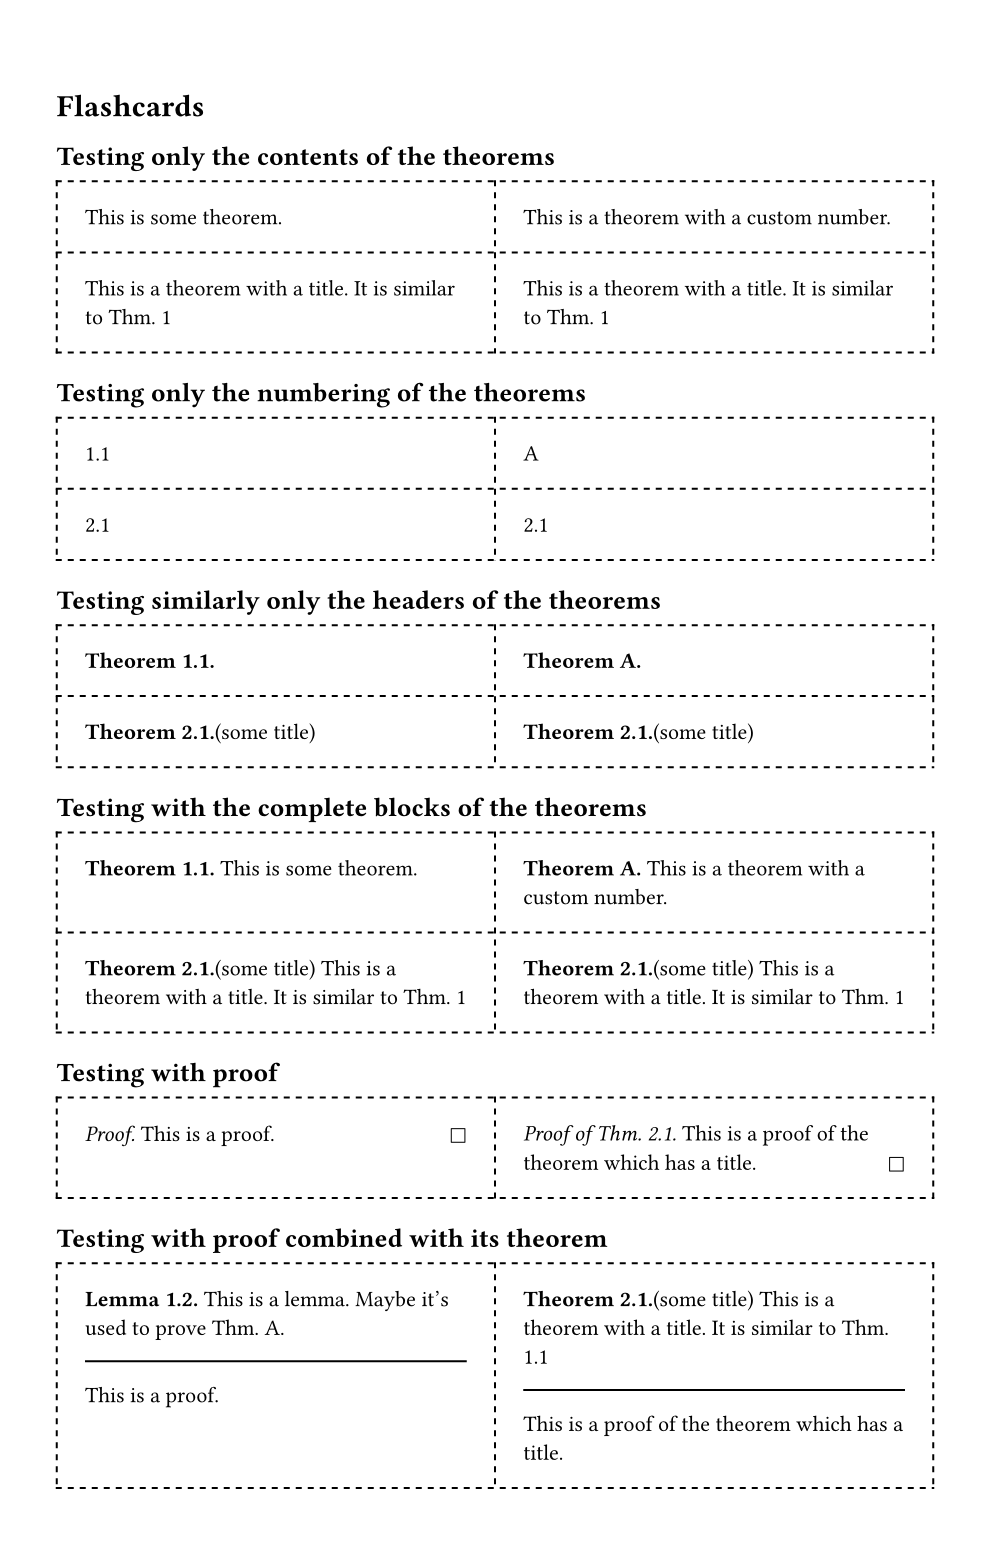 Flashcards
Testing only the contents of the theorems
This is some theorem.
This is a theorem with a custom number.
This is a theorem with a title. It is similar
to Thm. 1
This is a theorem with a title. It is similar
to Thm. 1
Testing only the numbering of the theorems
1.1
A
2.1
2.1
Testing similarly only the headers of the theorems
Theorem 1.1.
Theorem A.
Theorem 2.1.(some title)
Theorem 2.1.(some title)
Testing with the complete blocks of the theorems
Theorem 1.1. This is some theorem.
Theorem A. This is a theorem with a
custom number.
Theorem 2.1.(some title) This is a
theorem with a title. It is similar to Thm. 1
Theorem 2.1.(some title) This is a
theorem with a title. It is similar to Thm. 1
Testing with proof
Proof. This is a proof. □
Proof of Thm. 2.1. This is a proof of the
theorem which has a title. □
Testing with proof combined with its theorem
Lemma 1.2. This is a lemma. Maybe it’s
used to prove Thm. A.
This is a proof.
Theorem 2.1.(some title) This is a
theorem with a title. It is similar to Thm.
1.1
This is a proof of the theorem which has a
title.